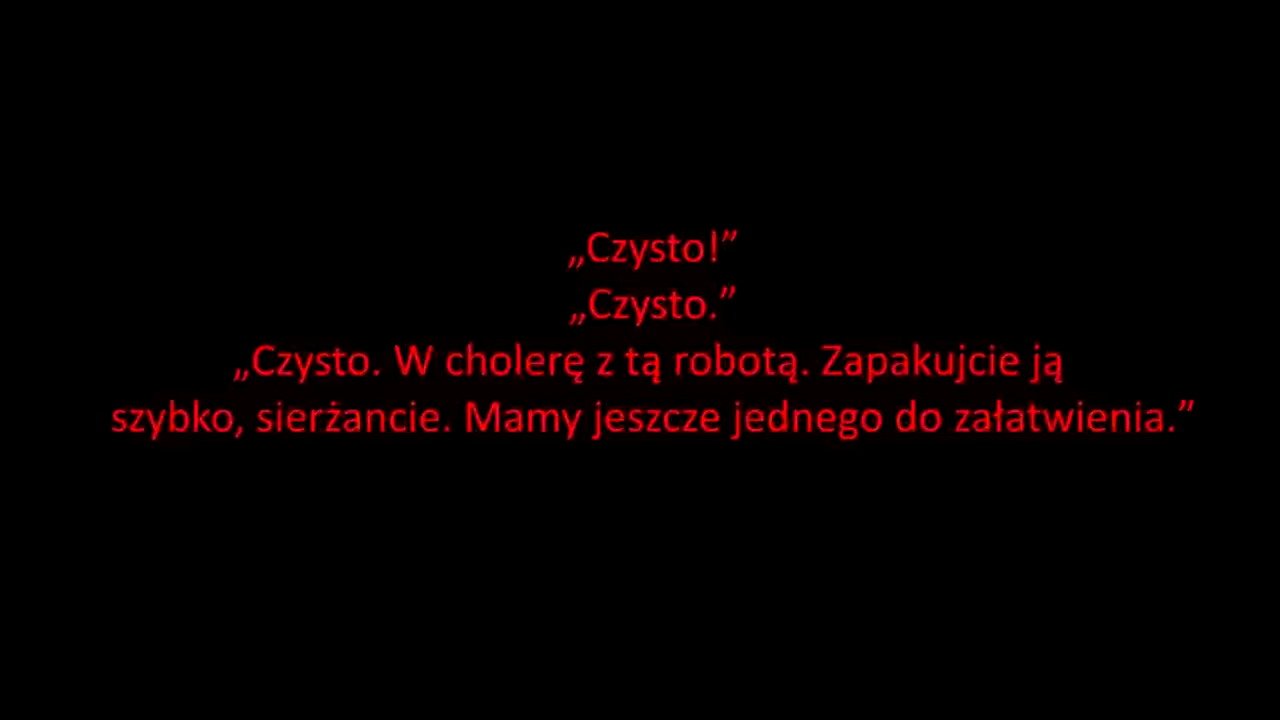 „Czysto!”
„Czysto.”
„Czysto. W cholerę z tą robotą. Zapakujcie ją
szybko, sierżancie. Mamy jeszcze jednego do załatwienia.”